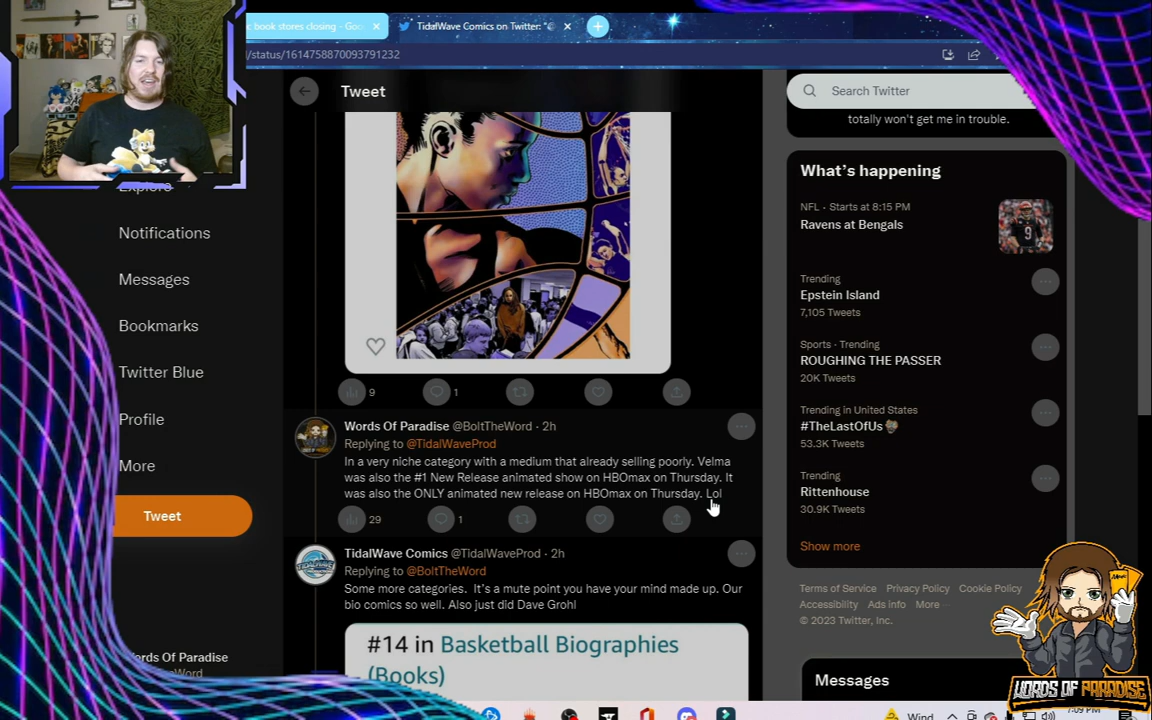 book stores closing - Goo
TidalWave Comics on Twitter: "
/status/1614758870093791232
Tweet
Search Twitter
totally won't get me in trouble.
Explore
Notifications
Messages
Bookmarks
Twitter Blue
Profile
More
Tweet
9
1
Words Of Paradise @BoltTheWord · 2h
Replying to @TidalWaveProd
In a very niche category with a medium that already selling poorly. Velma
was also the #1 New Release animated show on HBOmax on Thursday. It
was also the ONLY animated new release on HBOmax on Thursday. Lol
29
1
TidalWave Comics @TidalWaveProd · 2h
Replying to @BoltTheWord
Some more categories. It's a mute point you have your mind made up. Our
bio comics so well. Also just did Dave Grohl
#14 in Basketball Biographies
(Books)
What's happening
NFL · Starts at 8:15 PM
Ravens at Bengals
Trending
Epstein Island
7,105 Tweets
Sports · Trending
ROUGHING THE PASSER
20K Tweets
Trending in United States
#TheLastOfUs
53.3K Tweets
Trending
Rittenhouse
30.9K Tweets
Show more
Terms of Service Privacy Policy Cookie Policy
Accessibility Ads info More
© 2023 Twitter, Inc.
Messages
Words Of Paradise
WORDS OF PARADISE
Wind
7:09 PM